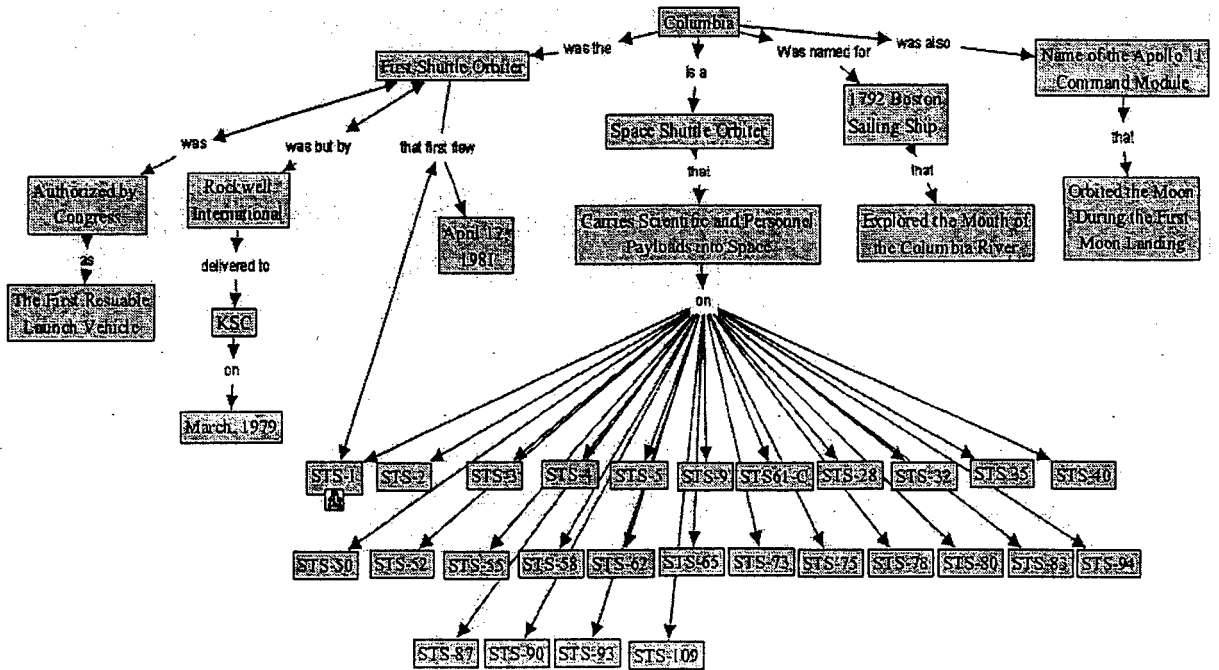 Columbia
was the
is a
Was named for
was also
First Shuttle Orbiter
Name of the Apollo 11
Command Module
1792 Boston
Sailing Ship
Space Shuttle Orbiter
was
was but by
that first flew
that
that
that
Authorized by
Congress
Rockwell
International
April 12
1981
Carries Scientific and Personnel
Payloads into Space
Explored the Mouth of
the Columbia River
Orbited the Moon
During the First
Moon Landing
as
delivered to
on
The First Resuable
Launch Vehicle
KSC
on
March, 1979
STS-1 STS-2 STS-3 STS-4 STS-5 STS-9 STS61-C STS-28 STS-32 STS-35 STS-40
STS-50 STS-52 STS-55 STS-58 STS-62 STS-65 STS-73 STS-75 STS-78 STS-80 STS-83 STS-94
STS-87 STS-90 STS-93 STS-109